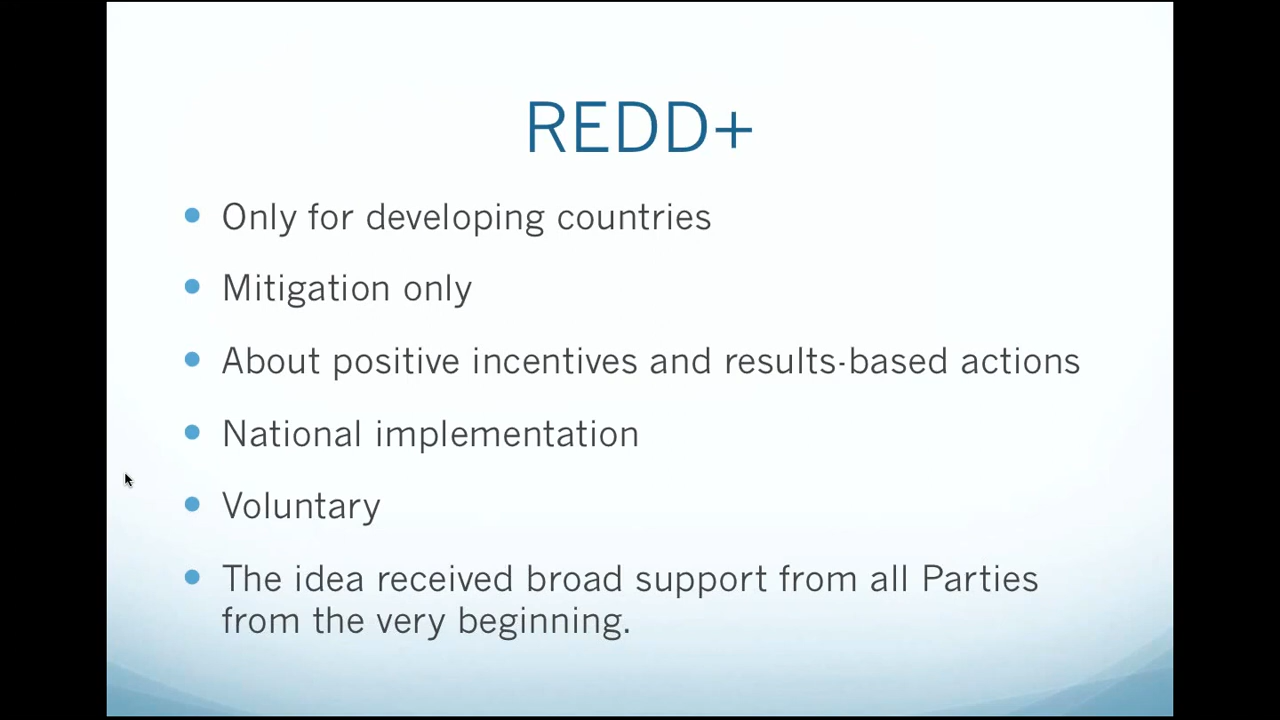 REDD+
• Only for developing countries
• Mitigation only
• About positive incentives and results-based actions
• National implementation
• Voluntary
• The idea received broad support from all Parties
from the very beginning.